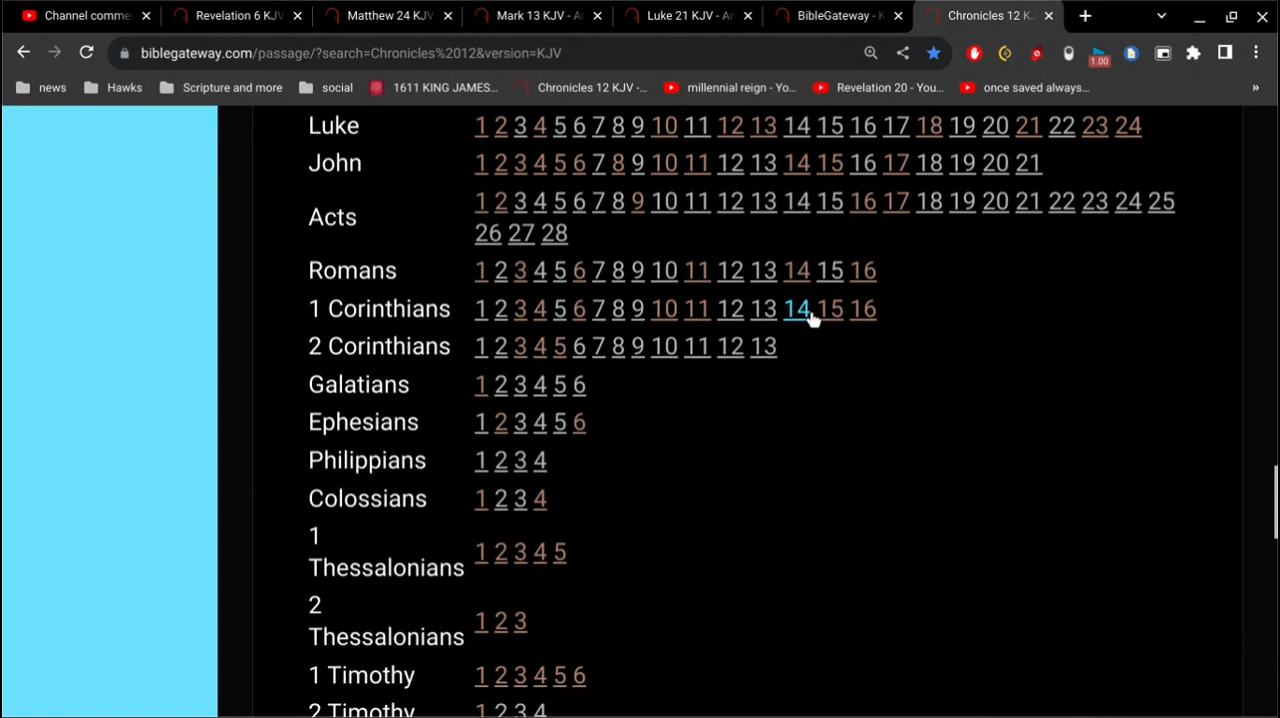 Channel comme
Revelation 6 KJV
Matthew 24 KJV
Mark 13 KJV - A
Luke 21 KJV - A
BibleGateway - K
Chronicles 12 K
biblegateway.com/passage/?search=Chronicles%2012&version=KJV
1.00
news
Hawks
Scripture and more
social
1611 KING JAMES...
Chronicles 12 KJV -...
millennial reign - Yo...
Revelation 20 - You...
once saved always...
»
Luke 1 2 3 4 5 6 7 8 9 10 11 12 13 14 15 16 17 18 19 20 21 22 23 24
John 1 2 3 4 5 6 7 8 9 10 11 12 13 14 15 16 17 18 19 20 21
Acts 1 2 3 4 5 6 7 8 9 10 11 12 13 14 15 16 17 18 19 20 21 22 23 24 25
26 27 28
Romans 1 2 3 4 5 6 7 8 9 10 11 12 13 14 15 16
1 Corinthians 1 2 3 4 5 6 7 8 9 10 11 12 13 14 15 16
2 Corinthians 1 2 3 4 5 6 7 8 9 10 11 12 13
Galatians 1 2 3 4 5 6
Ephesians 1 2 3 4 5 6
Philippians 1 2 3 4
Colossians 1 2 3 4
1
Thessalonians 1 2 3 4 5
2
Thessalonians 1 2 3
1 Timothy 1 2 3 4 5 6
2 Timothy 1 2 3 4